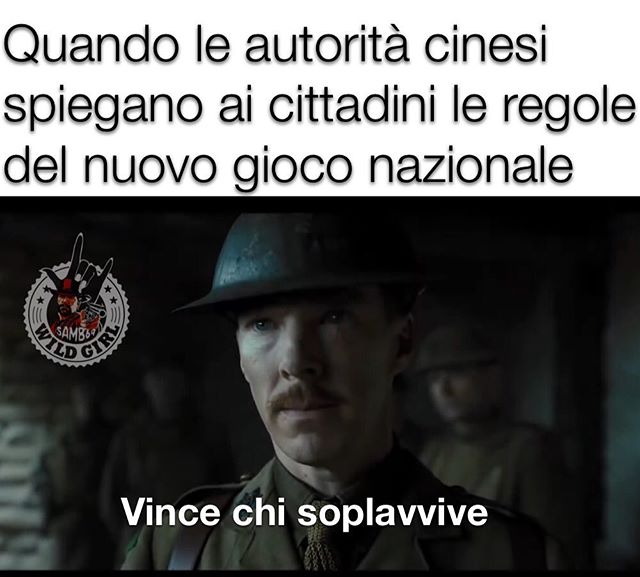 Quando le autorità cinesi
spiegano ai cittadini le regole
del nuovo gioco nazionale
SAMB69
WILD GIRL
Vince chi soplavvive